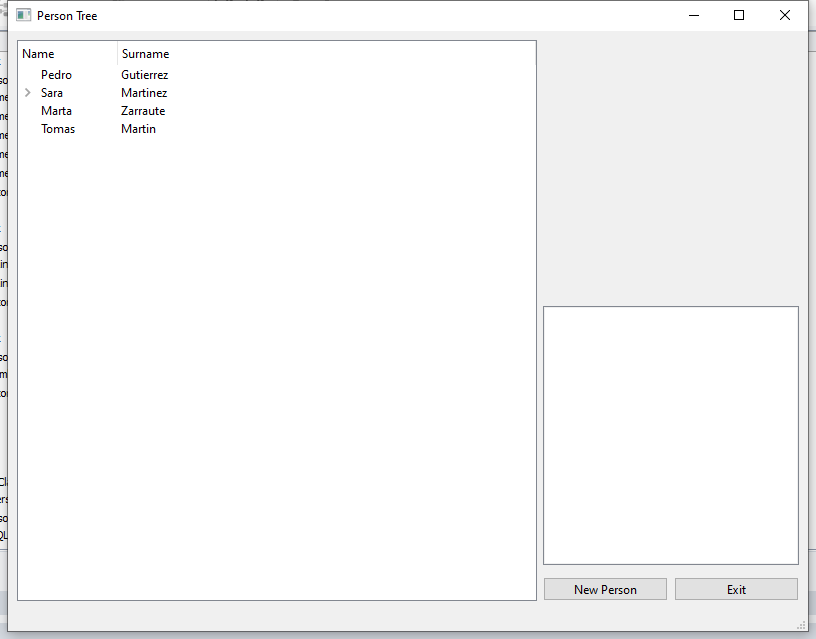 Person Tree
Name Surname
Pedro Gutierrez
Sara Martinez
Marta Zarraute
Tomas Martin
New Person Exit